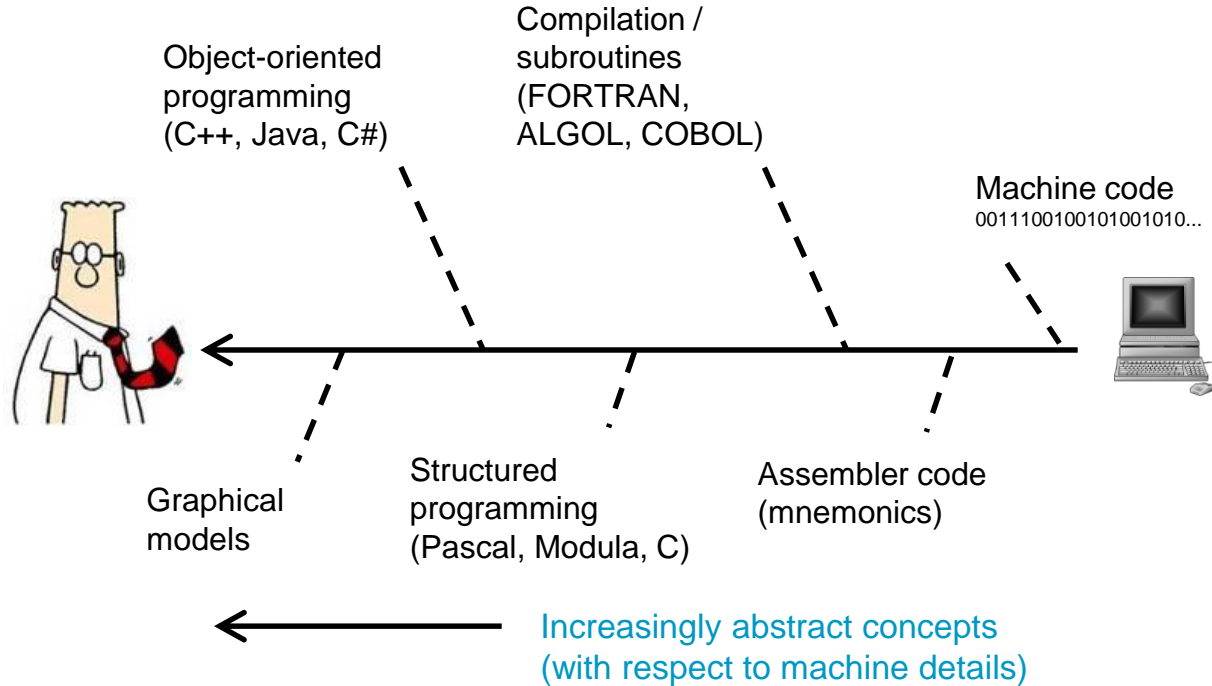 Object-oriented
programming
(C++, Java, C#)
Compilation /
subroutines
(FORTRAN,
ALGOL, COBOL)
Machine code
0011100100101001010...
Graphical
models
Structured
programming
(Pascal, Modula, C)
Assembler code
(mnemonics)
Increasingly abstract concepts
(with respect to machine details)